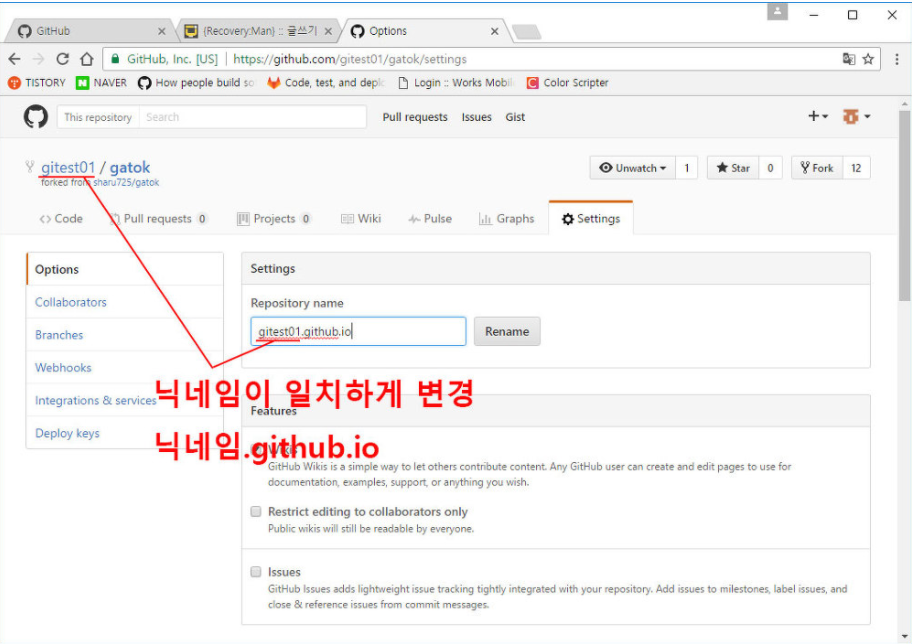 GitHub
{Recovery:Man} :: 글쓰기
Options
GitHub, Inc. [US] | https://github.com/gitest01/gatok/settings
TISTORY NAVER How people build so Code, test, and deplo Login :: Works Mobil Color Scripter
This repository Search Pull requests Issues Gist
gitest01 / gatok
forked from sharu725/gatok
Unwatch 1 Star 0 Fork 12
Code Pull requests 0 Projects 0 Wiki Pulse Graphs Settings
Options
Collaborators
Branches
Webhooks
Integrations & services
Deploy keys
Settings
Repository name
gitest01.github.io Rename
닉네임이 일치하게 변경
닉네임.github.io
Features
GitHub Wikis is a simple way to let others contribute content. Any GitHub user can create and edit pages to use for
documentation, examples, support, or anything you wish.
Restrict editing to collaborators only
Public wikis will still be readable by everyone.
Issues
GitHub Issues adds lightweight issue tracking tightly integrated with your repository. Add issues to milestones, label issues, and
close & reference issues from commit messages.